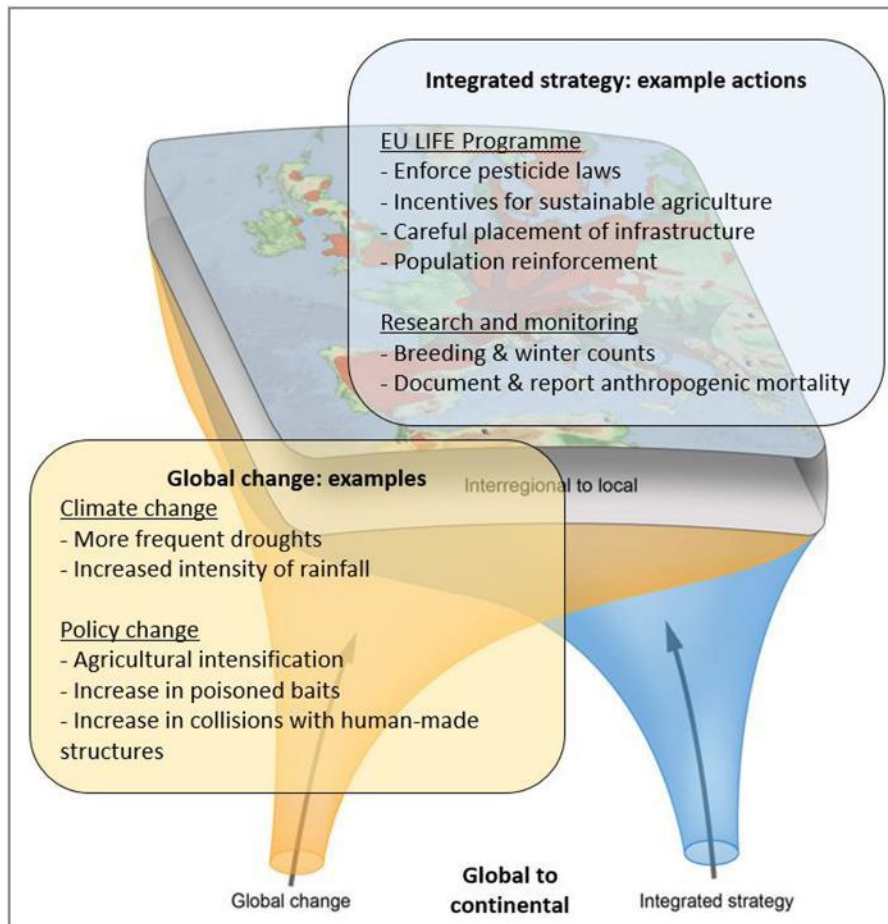 Integrated strategy: example actions
EU LIFE Programme
- Enforce pesticide laws
- Incentives for sustainable agriculture
- Careful placement of infrastructure
- Population reinforcement
Research and monitoring
- Breeding & winter counts
- Document & report anthropogenic mortality
Global change: examples
Interregional to local
Climate change
- More frequent droughts
- Increased intensity of rainfall
Policy change
- Agricultural intensification
- Increase in poisoned baits
- Increase in collisions with human-made
structures
Global change
Global to
continental
Integrated strategy